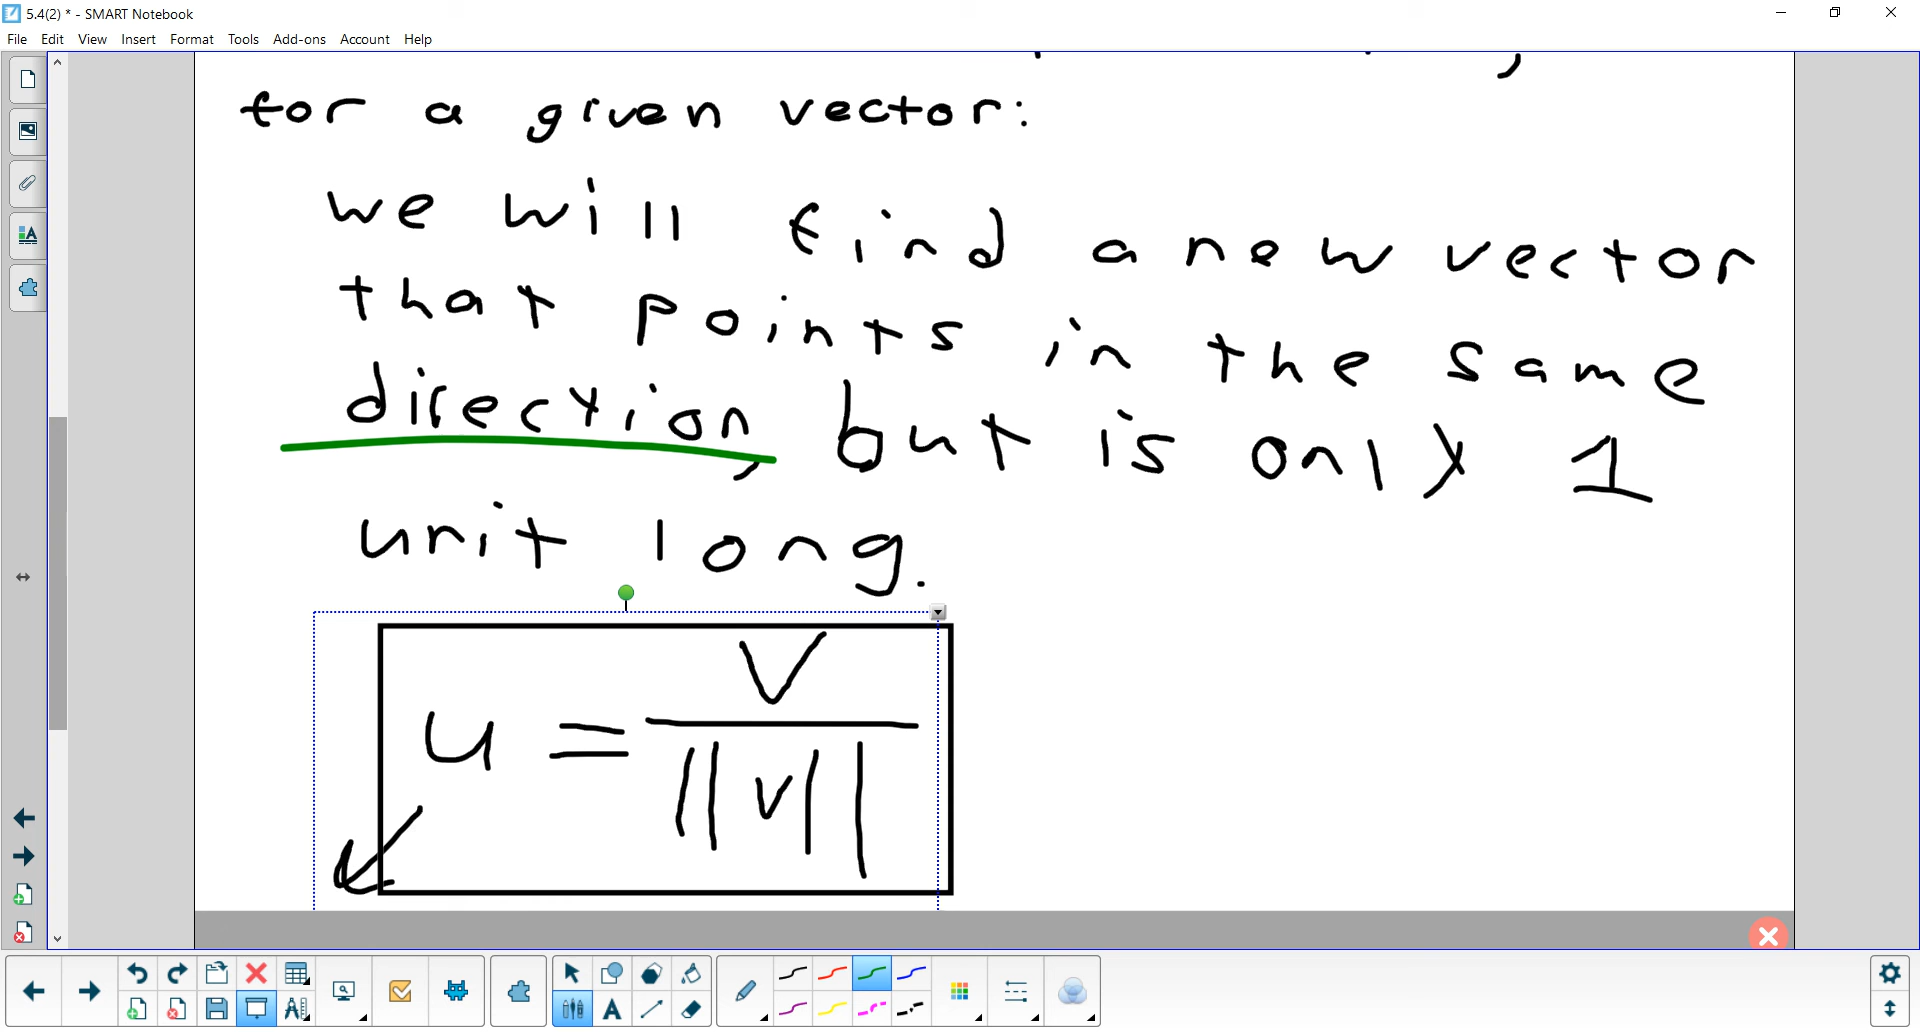 5.4(2) * - SMART Notebook
File Edit View Insert Format Tools Add-ons Account Help
for a given vector:
we will find a new vector
that points in the same
direction, but is only 1
unit long.
u = v
||v||